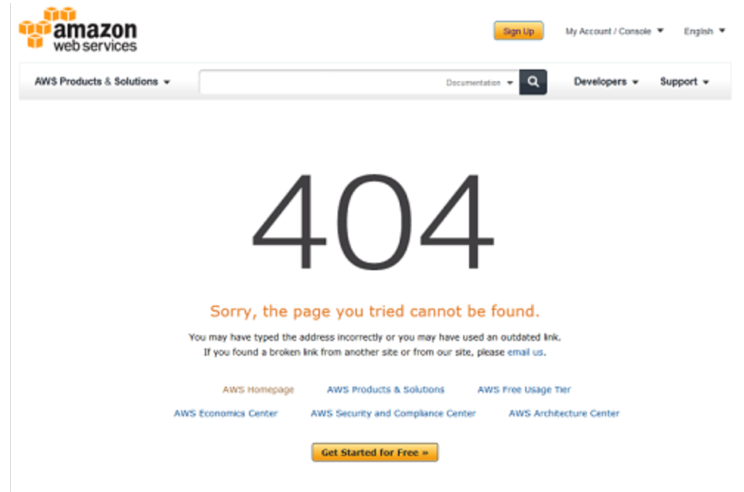 amazon
web services
Sign Up
My Account / Console
English
AWS Products & Solutions
Documentation
Developers
Support
404
Sorry, the page you tried cannot be found.
You may have typed the address incorrectly or you may have used an outdated link.
If you found a broken link from another site or from our site, please email us.
AWS Homepage AWS Products & Solutions AWS Free Usage Tier
AWS Economics Center AWS Security and Compliance Center AWS Architecture Center
Get Started for Free »